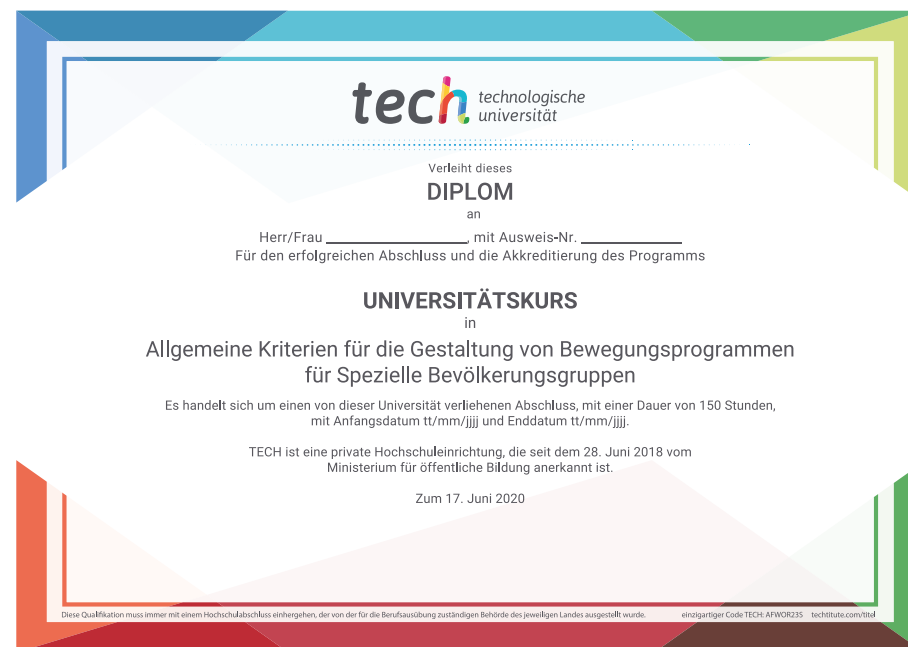 tech technologische
universität
Verleiht dieses
DIPLOM
an
Herr/Frau ____________________, mit Ausweis-Nr. ______________
Für den erfolgreichen Abschluss und die Akkreditierung des Programms
UNIVERSITÄTSKURS
in
Allgemeine Kriterien für die Gestaltung von Bewegungsprogrammen
für Spezielle Bevölkerungsgruppen
Es handelt sich um einen von dieser Universität verliehenen Abschluss, mit einer Dauer von 150 Stunden,
mit Anfangsdatum tt/mm/jjjj und Enddatum tt/mm/jjjj.
TECH ist eine private Hochschuleinrichtung, die seit dem 28. Juni 2018 vom
Ministerium für öffentliche Bildung anerkannt ist.
Zum 17. Juni 2020
Diese Qualifikation muss immer mit einem Hochschulabschluss einhergehen, der von der für die Berufsausübung zuständigen Behörde des jeweiligen Landes ausgestellt wurde. einzigartiger Code TECH: AFWOR23S techtitute.com/titel